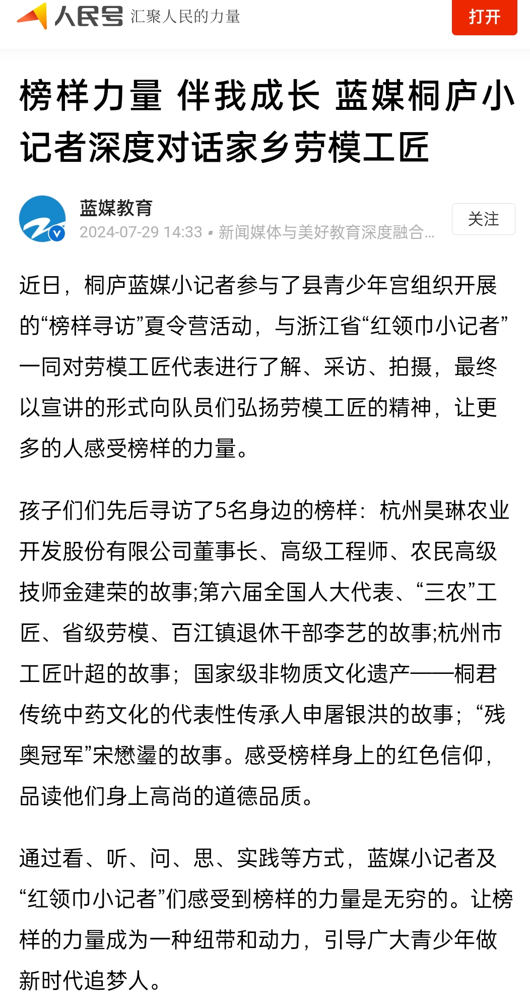 人民号 汇聚人民的力量
打开
榜样力量 伴我成长 蓝媒桐庐小
记者深度对话家乡劳模工匠
蓝媒教育
2024-07-29 14:33 ▪ 新闻媒体与美好教育深度融合...
关注
近日，桐庐蓝媒小记者参与了县青少年宫组织开展
的“榜样寻访”夏令营活动，与浙江省“红领巾小记者”
一同对劳模工匠代表进行了解、采访、拍摄，最终
以宣讲的形式向队员们弘扬劳模工匠的精神，让更
多的人感受榜样的力量。
孩子们们先后寻访了5名身边的榜样：杭州昊琳农业
开发股份有限公司董事长、高级工程师、农民高级
技师金建荣的故事;第六届全国人大代表、“三农”工
匠、省级劳模、百江镇退休干部李艺的故事;杭州市
工匠叶超的故事；国家级非物质文化遗产——桐君
传统中药文化的代表性传承人申屠银洪的故事；“残
奥冠军”宋懋鎏的故事。感受榜样身上的红色信仰，
品读他们身上高尚的道德品质。
通过看、听、问、思、实践等方式，蓝媒小记者及
“红领巾小记者”们感受到榜样的力量是无穷的。让榜
样的力量成为一种纽带和动力，引导广大青少年做
新时代追梦人。